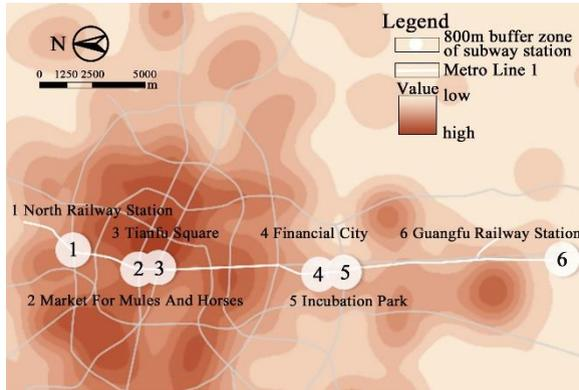 Legend
N
800m buffer zone
of subway station
Metro Line 1
0 1250 2500 5000
m
Value
low
high
1 North Railway Station
3 Tianfu Square
4 Financial City
6 Guangfu Railway Station
1
2
3
4
5
6
2 Market For Mules And Horses
5 Incubation Park